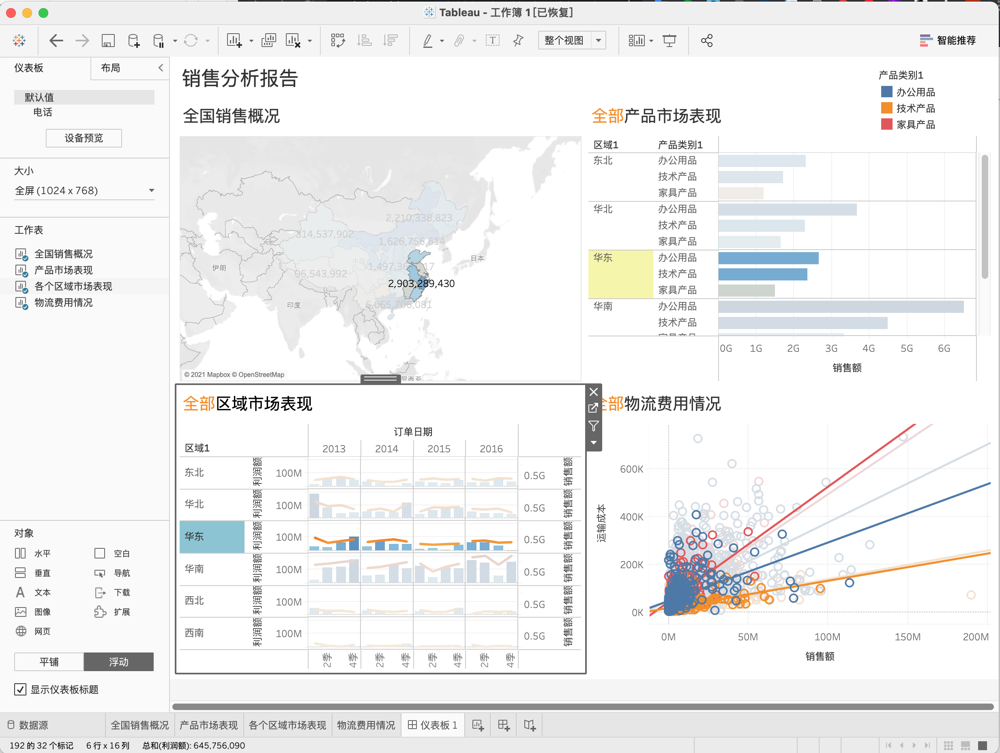 Tableau - 工作簿 1 [已恢复]
整个视图
智能推荐
仪表板
布局
默认值
电话
设备预览
大小
全屏 (1024 x 768)
工作表
全国销售概况
产品市场表现
各个区域市场表现
物流费用情况
对象
水平
空白
垂直
导航
文本
下载
图像
扩展
网页
平铺
浮动
显示仪表板标题
销售分析报告
产品类别1
办公用品
技术产品
家具产品
全国销售概况
2,210,338,823
314,537,902
1,626,756,614
中国
日本
伊朗
96,543,992
2,903,289,430
印度
6,065,706,081
© 2021 Mapbox © OpenStreetMap
尼西亚
全部产品市场表现
区域1 产品类别1
东北 办公用品
技术产品
家具产品
华北 办公用品
技术产品
家具产品
华东 办公用品
技术产品
家具产品
华南 办公用品
技术产品
家具产品
0G 1G 2G 3G 4G 5G 6G
销售额
全部区域市场表现
订单日期
区域1 2013 2014 2015 2016
东北 利润额 100M 0.5G 销售额
华北 利润额 100M 0.5G 销售额
华东 利润额 100M 0.5G 销售额
华南 利润额 100M 0.5G 销售额
西北 利润额 100M 0.5G 销售额
西南 利润额 100M 0.5G 销售额
2季 4季 2季 4季 2季 4季 2季 4季
全部物流费用情况
运输成本
600K
400K
200K
0K
0M 50M 100M 150M 200M
销售额
数据源 全国销售概况 产品市场表现 各个区域市场表现 物流费用情况 仪表板 1
192 的 32 个标记 6 行 x 16 列 总和(利润额): 645,756,090